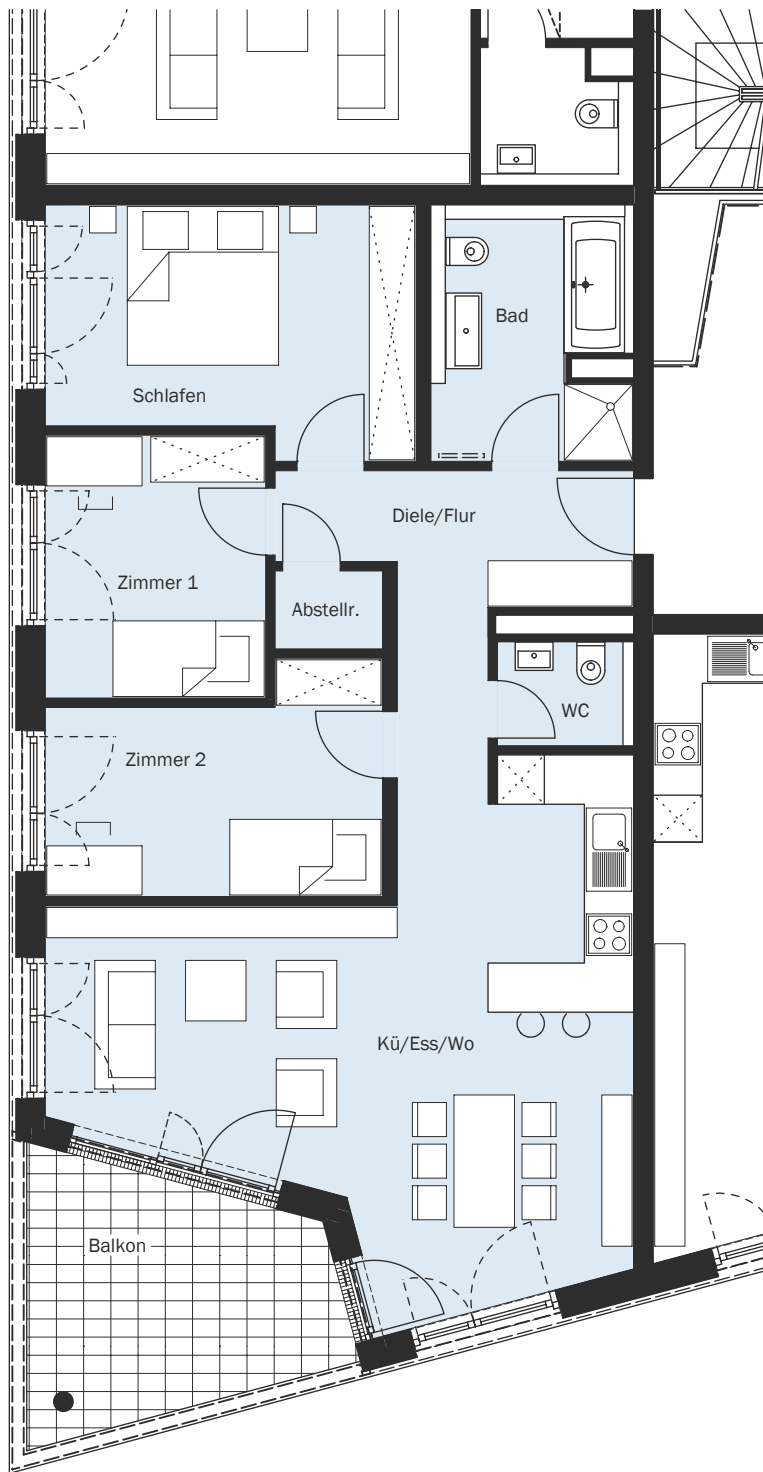 Bad
Schlafen
Diele/Flur
Zimmer 1
Abstellr.
WC
Zimmer 2
Kü/Ess/Wo
Balkon